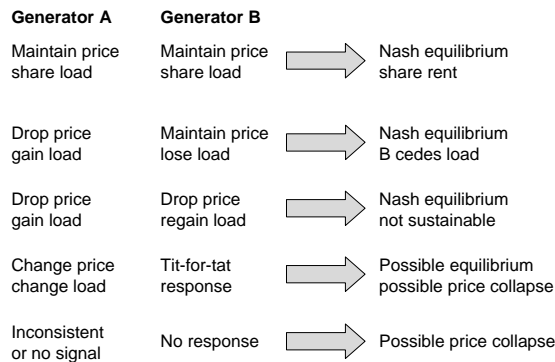 Generator A
Generator B
Maintain price
share load
Maintain price
share load
Nash equilibrium
share rent
Drop price
gain load
Maintain price
lose load
Nash equilibrium
B cedes load
Drop price
gain load
Drop price
regain load
Nash equilibrium
not sustainable
Change price
change load
Tit-for-tat
response
Possible equilibrium
possible price collapse
Inconsistent
or no signal
No response
Possible price collapse